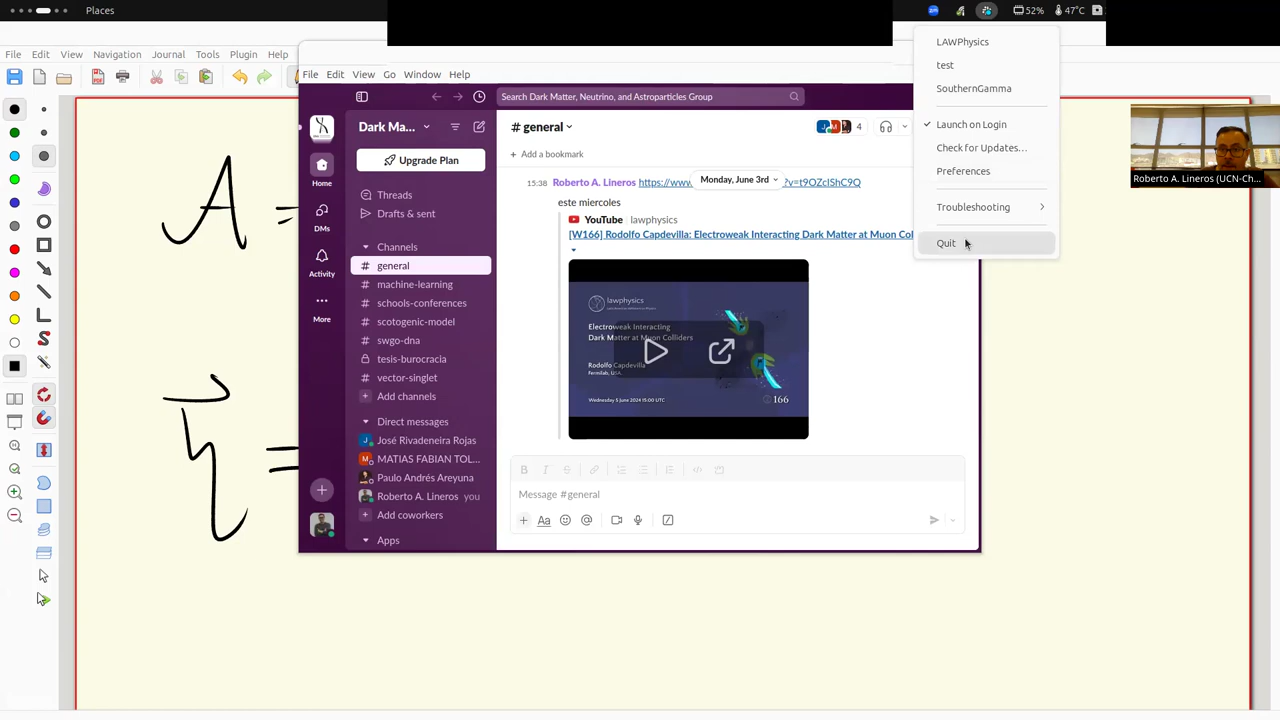 Places
52%
47°C
File Edit View Navigation Journal Tools Plugin Help
A =
η =
File Edit View Go Window Help
Search Dark Matter, Neutrino, and Astroparticles Group
Dark Ma...
Upgrade Plan
Home
DMs
Activity
More
Threads
Drafts & sent
Channels
# general
# machine-learning
# schools-conferences
# scotogenic-model
# swgo-dna
tesis-burocracia
# vector-singlet
Add channels
Direct messages
José Rivadeneira Rojas
MATIAS FABIAN TOL...
Paulo Andrés Areyuna
Roberto A. Lineros you
Add coworkers
Apps
# general
4
+ Add a bookmark
Monday, June 3rd
15:38 Roberto A. Lineros https://www ?v=t9OZcIShC9Q
este miercoles
YouTube lawphysics
[W166] Rodolfo Capdevilla: Electroweak Interacting Dark Matter at Muon Col
lawphysics
Electroweak Interacting
Dark Matter at Muon Colliders
Rodolfo Capdevilla
Fermilab, USA.
Wednesday 5 June 2024 15:00 UTC
166
Message #general
LAWPhysics
test
SouthernGamma
Launch on Login
Check for Updates...
Preferences
Troubleshooting
Quit
Roberto A. Lineros (UCN-Ch...